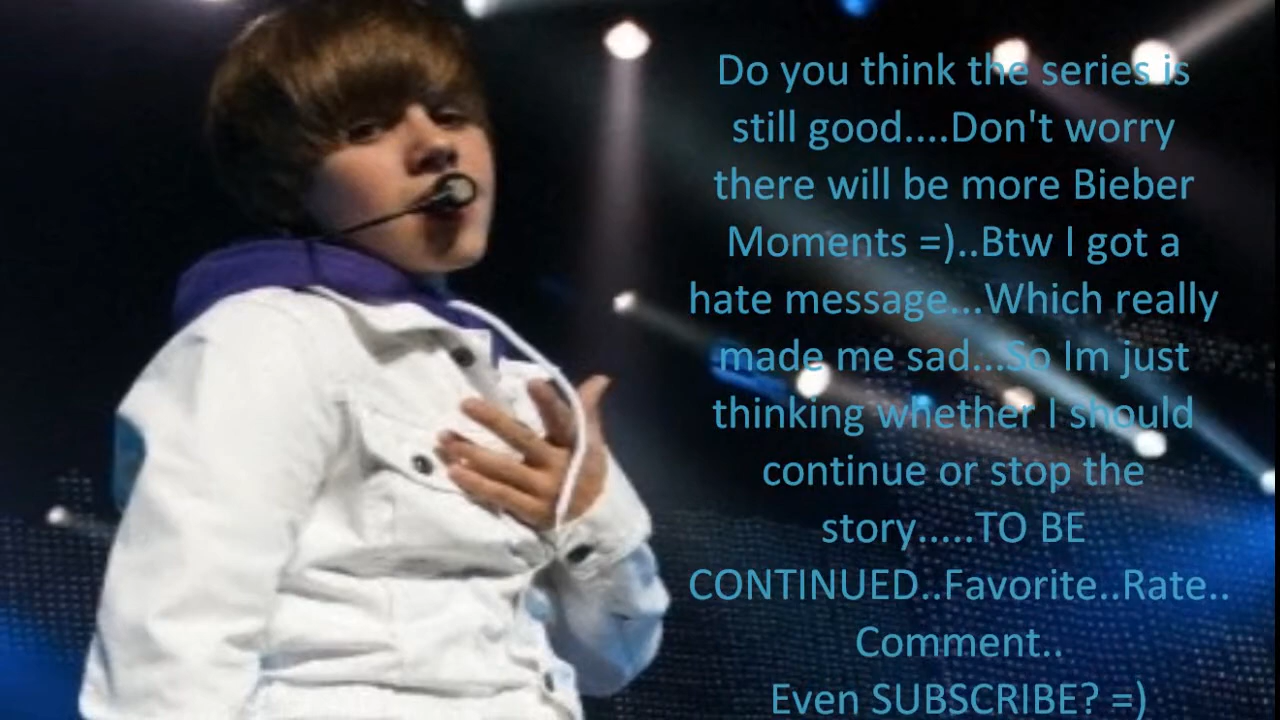 Do you think the series is
still good....Don't worry
there will be more Bieber
Moments =)..Btw I got a
hate message...Which really
made me sad...So Im just
thinking whether I should
continue or stop the
story.....TO BE
CONTINUED..Favorite..Rate..
Comment..
Even SUBSCRIBE? =)